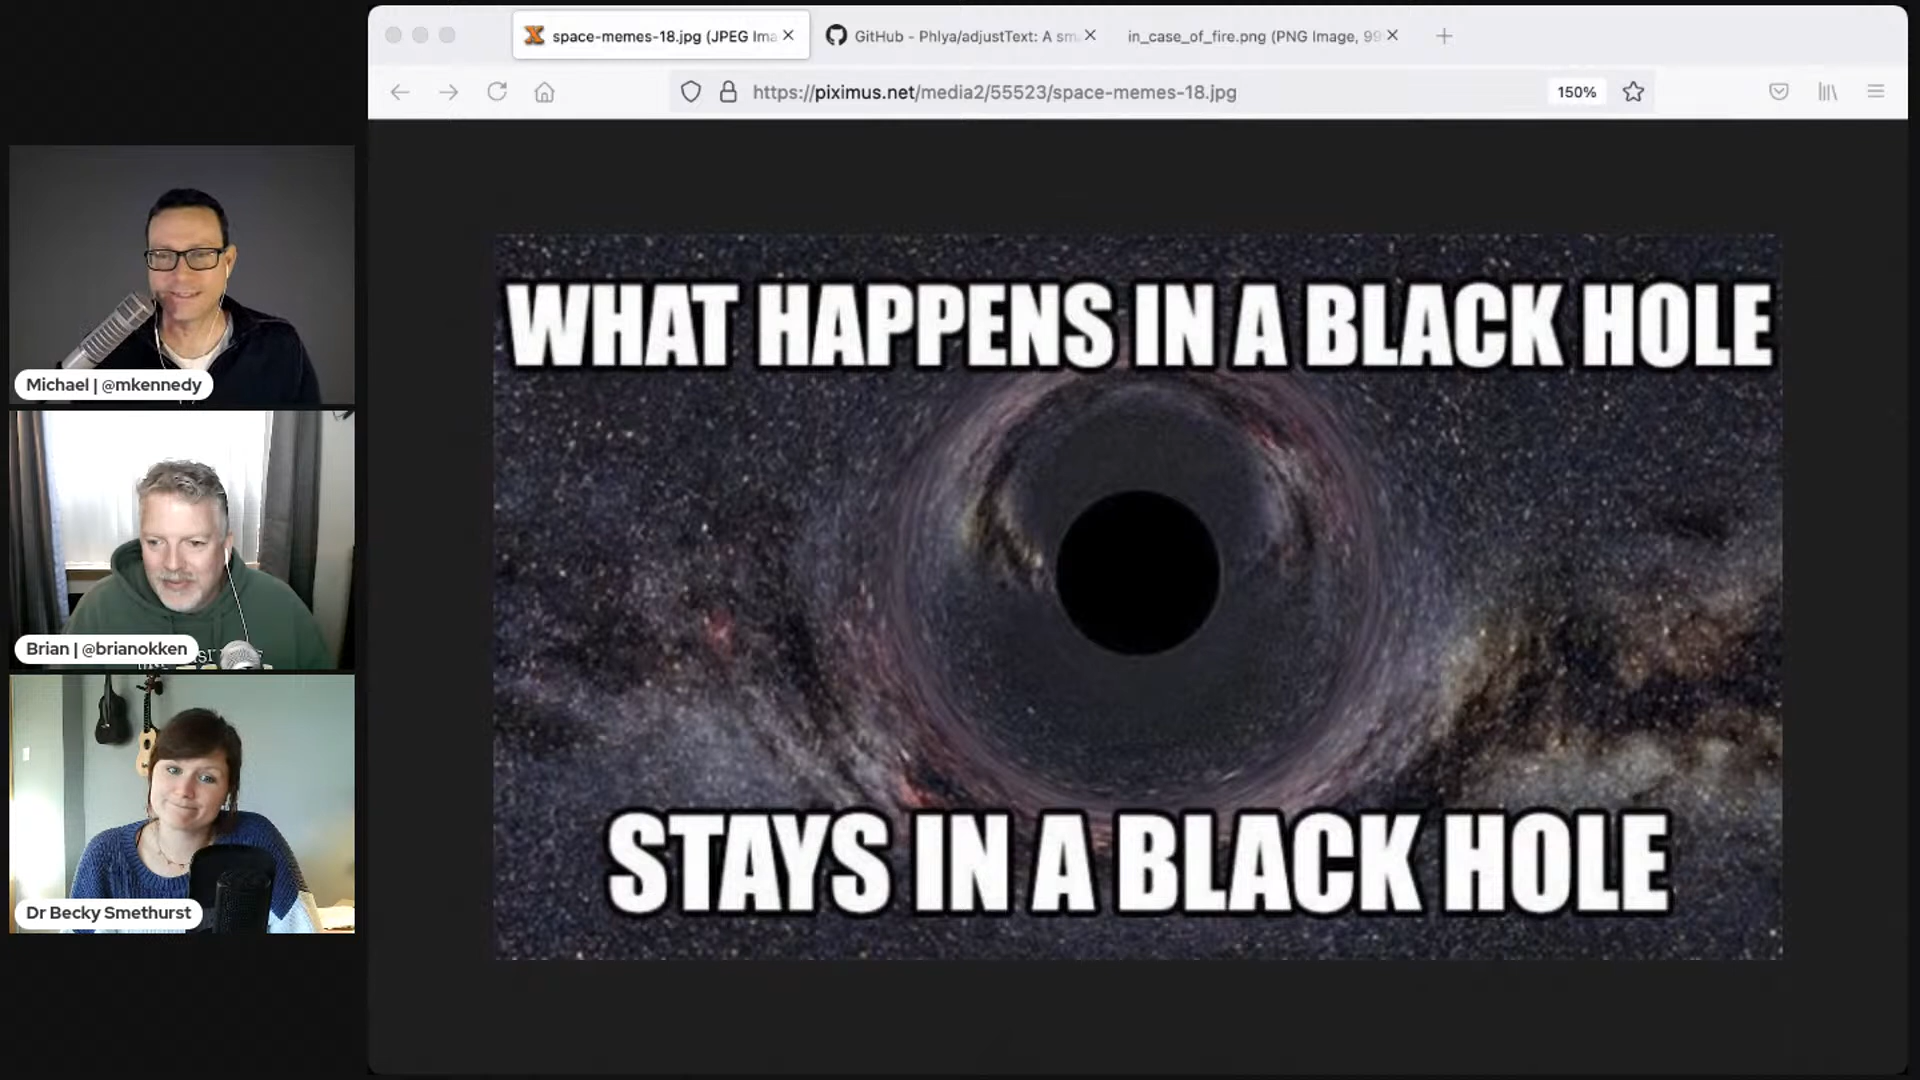 space-memes-18.jpg (JPEG Ima
GitHub - Phlya/adjustText: A sm
in_case_of_fire.png (PNG Image, 99
https://piximus.net/media2/55523/space-memes-18.jpg
150%
WHAT HAPPENS IN A BLACK HOLE
STAYS IN A BLACK HOLE
Michael | @mkennedy
Brian | @brianokken
Dr Becky Smethurst